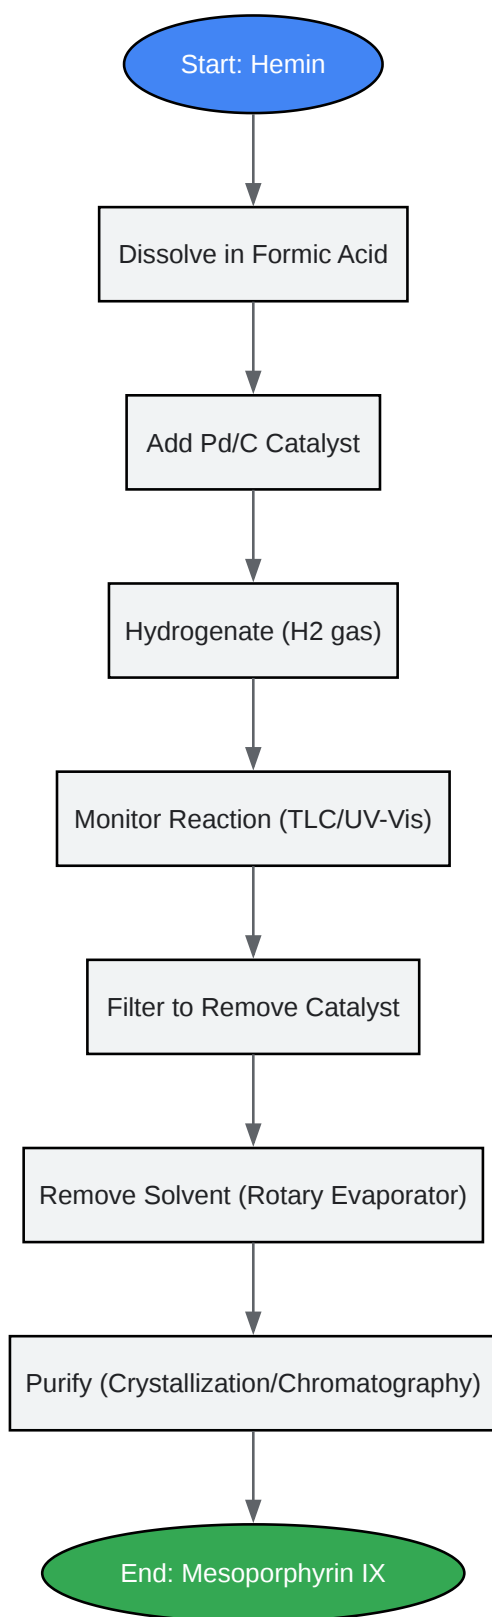 Start: Hemin
Dissolve in Formic Acid
Add Pd/C Catalyst
Hydrogenate (H2 gas)
Monitor Reaction (TLC/UV-Vis)
Filter to Remove Catalyst
Remove Solvent (Rotary Evaporator)
Purify (Crystallization/Chromatography)
End: Mesoporphyrin IX